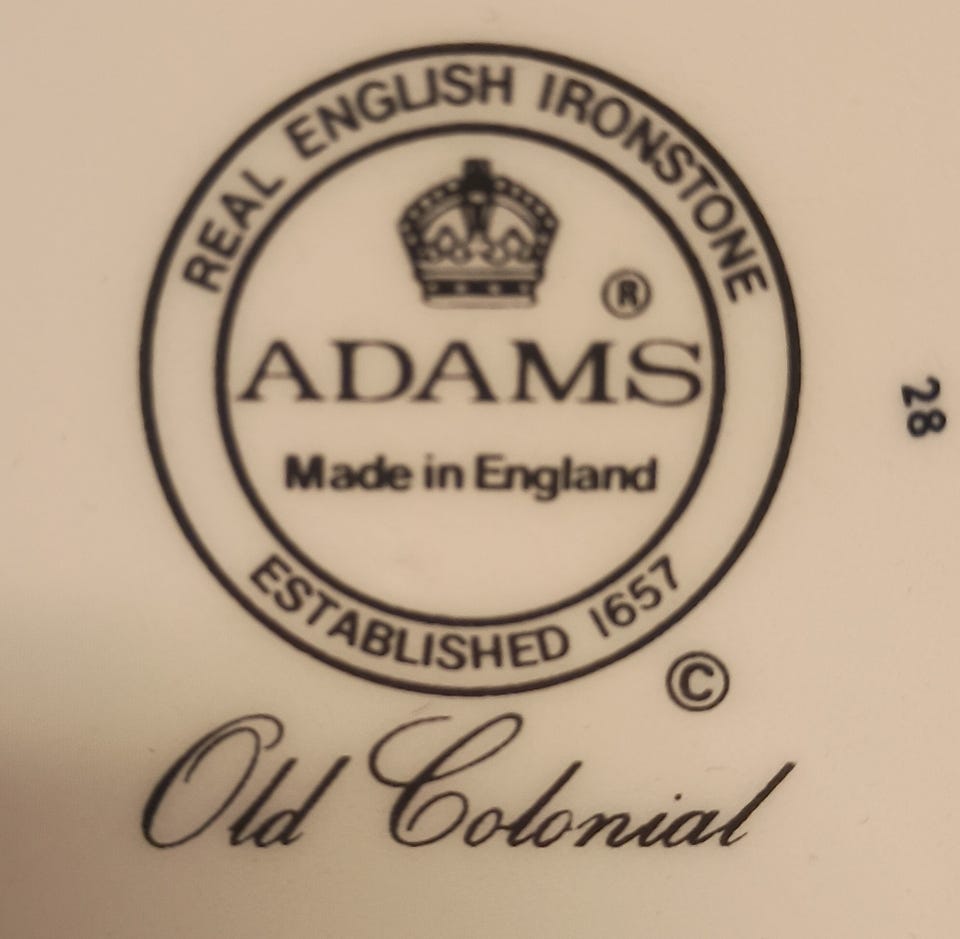 REAL ENGLISH IRONSTONE
®
ADAMS
Made in England
ESTABLISHED 1657
©
Old Colonial
28